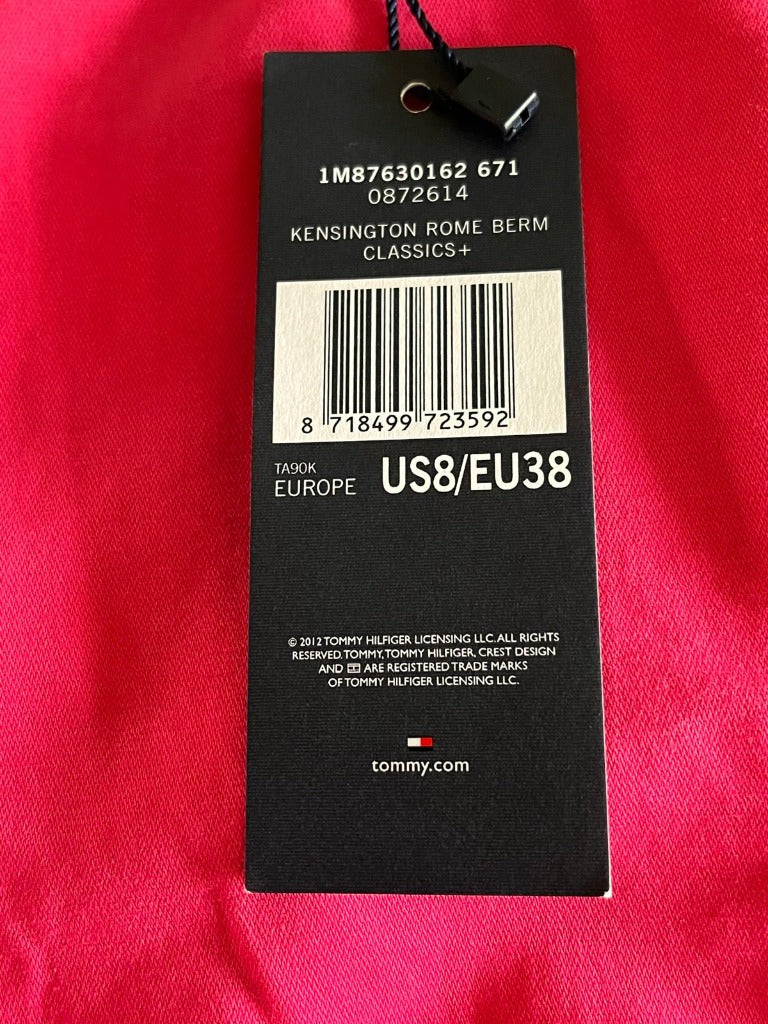 1M87630162 671
0872614
KENSINGTON ROME BERM
CLASSICS+
8 718499 723592
TA90K
EUROPE US8/EU38
© 2012 TOMMY HILFIGER LICENSING LLC. ALL RIGHTS
RESERVED. TOMMY, TOMMY HILFIGER, CREST DESIGN
AND ARE REGISTERED TRADE MARKS
OF TOMMY HILFIGER LICENSING LLC.
tommy.com